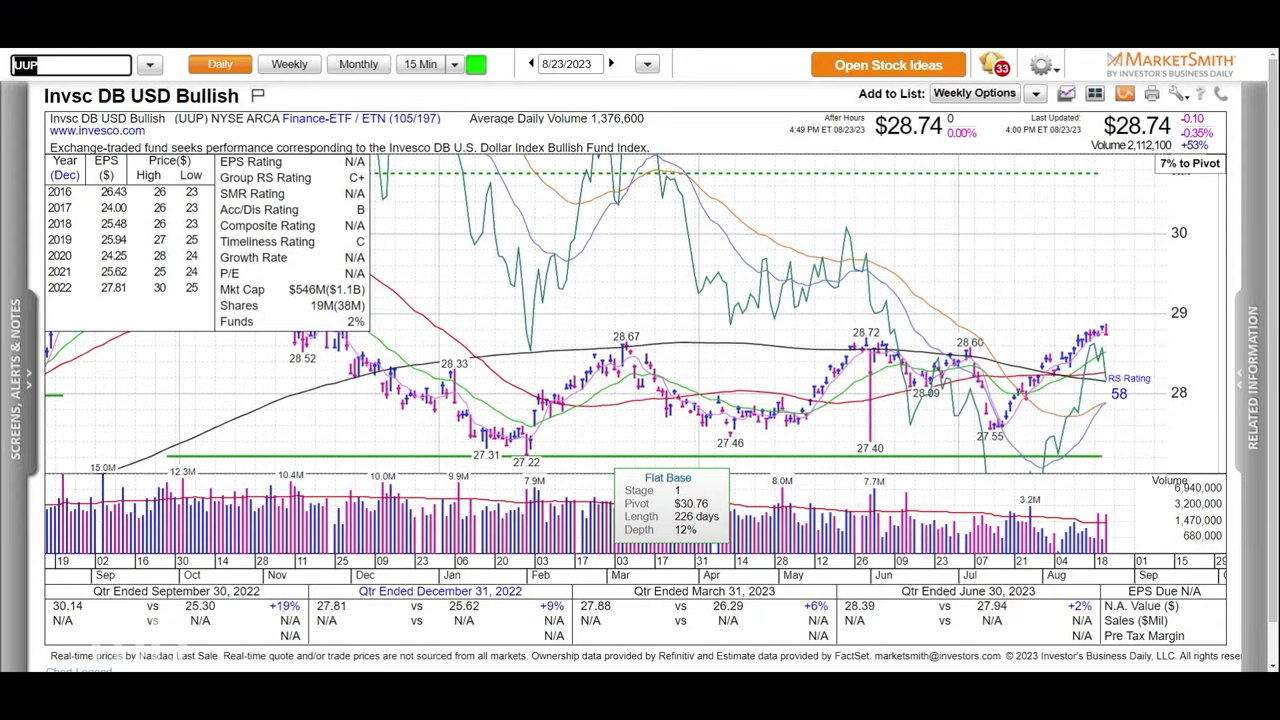 UUP Daily Weekly Monthly 15 Min 8/23/2023 Open Stock Ideas 33 MARKETSMITH
BY INVESTOR'S BUSINESS DAILY
Invsc DB USD Bullish Add to List: Weekly Options
Invsc DB USD Bullish (UUP) NYSE ARCA Finance-ETF / ETN (105/197) Average Daily Volume 1,376,600
www.invesco.com
Exchange-traded fund seeks performance corresponding to the Invesco DB U.S. Dollar Index Bullish Fund Index.
After Hours
4:49 PM ET 08/23/23
$28.74 0
0.00%
Last Updated:
4:00 PM ET 08/23/23
$28.74 -0.10
-0.35%
Volume 2,112,100 +53%
7% to Pivot
Year EPS Price($)
(Dec) ($) High Low
2016 26.43 26 23
2017 24.00 26 23
2018 25.48 26 23
2019 25.94 27 25
2020 24.25 28 24
2021 25.62 25 24
2022 27.81 30 25
EPS Rating N/A
Group RS Rating C+
SMR Rating N/A
Acc/Dis Rating B
Composite Rating N/A
Timeliness Rating C
Growth Rate N/A
P/E N/A
Mkt Cap $546M($1.1B)
Shares 19M(38M)
Funds 2%
30
29
28
28.52
28.33
27.31
27.22
28.67
27.46
28.72
27.40
28.09
28.60
27.55
RS Rating
58
Flat Base
Stage 1
Pivot $30.76
Length 226 days
Depth 12%
15.0M 12.3M 10.4M 10.0M 9.9M 7.9M 8.0M 7.7M 3.2M
Volume
6,940,000
3,200,000
1,470,000
680,000
19 02 16 30 14 28 11 25 09 23 06 20 03 17 03 17 31 14 28 12 26 09 23 07 21 04 18 01 15 29
Sep Oct Nov Dec Jan Feb Mar Apr May Jun Jul Aug Sep
Qtr Ended September 30, 2022 Qtr Ended December 31, 2022 Qtr Ended March 31, 2023 Qtr Ended June 30, 2023 EPS Due N/A
30.14 vs 25.30 +19% 27.81 vs 25.62 +9% 27.88 vs 26.29 +6% 28.39 vs 27.94 +2% N.A. Value ($)
N/A vs N/A N/A N/A vs N/A N/A N/A vs N/A N/A N/A vs N/A N/A Sales ($Mil)
N/A N/A N/A N/A Pre Tax Margin
Real-time prices by Nasdaq Last Sale. Real-time quote and/or trade prices are not sourced from all markets. Ownership data provided by Refinitiv and Estimate data provided by FactSet. marketsmith@investors.com © 2023 Investor's Business Daily, LLC. All rights rese
Chart Legend
SCREENS, ALERTS & NOTES
RELATED INFORMATION